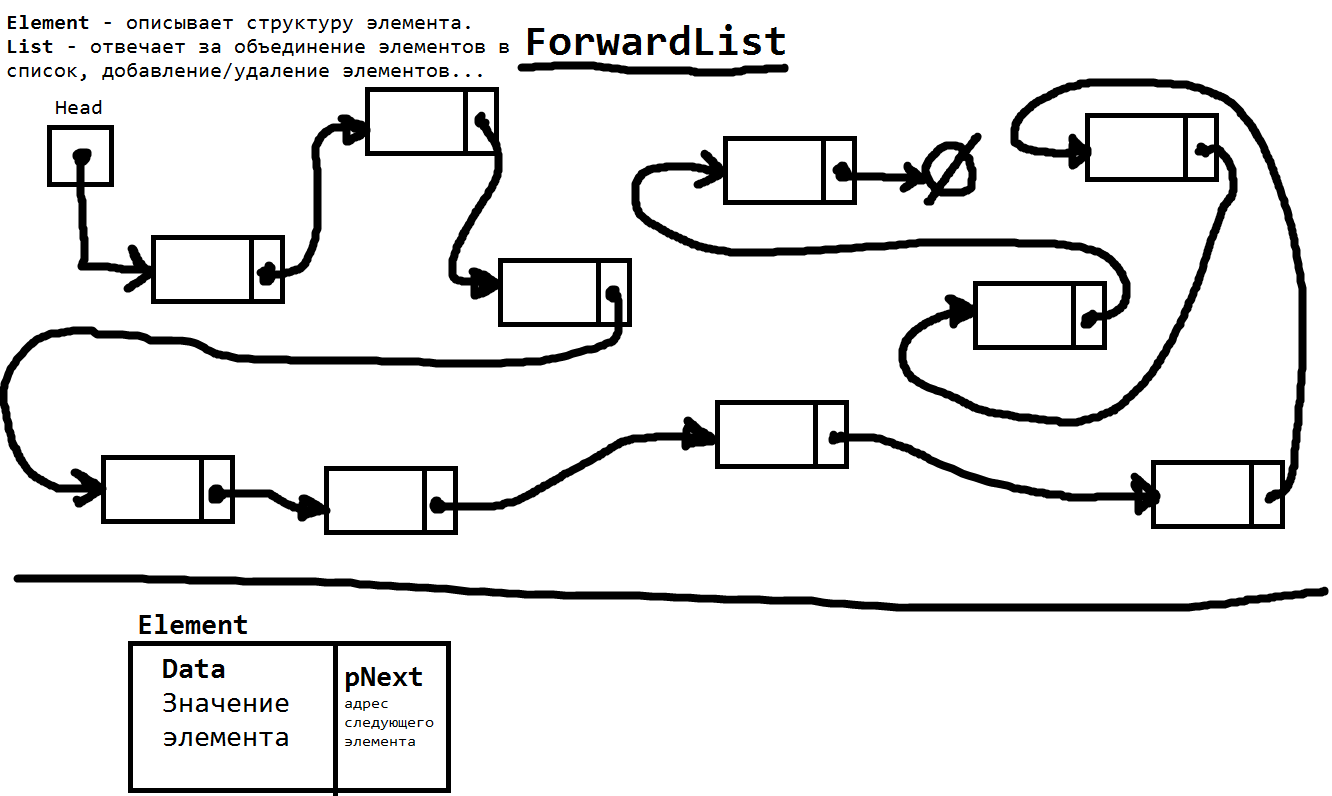 Element - описывает структуру элемента.
List - отвечает за объединение элементов в
список, добавление/удаление элементов...
ForwardList
Head
Element
Data
Значение
элемента
pNext
адрес
следующего
элемента